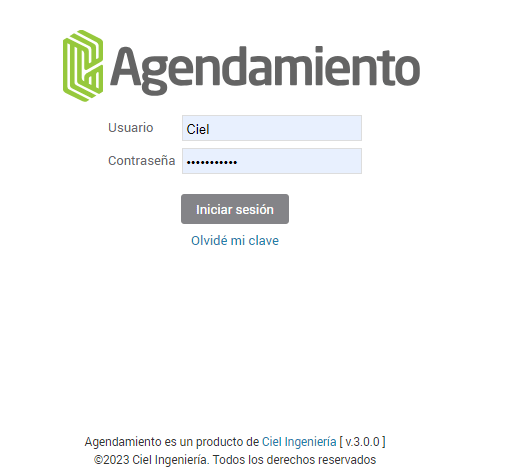 Agendamiento
Usuario Ciel
Contraseña •••••••••••
Iniciar sesión
Olvidé mi clave
Agendamiento es un producto de Ciel Ingeniería [ v.3.0.0 ]
©2023 Ciel Ingeniería. Todos los derechos reservados